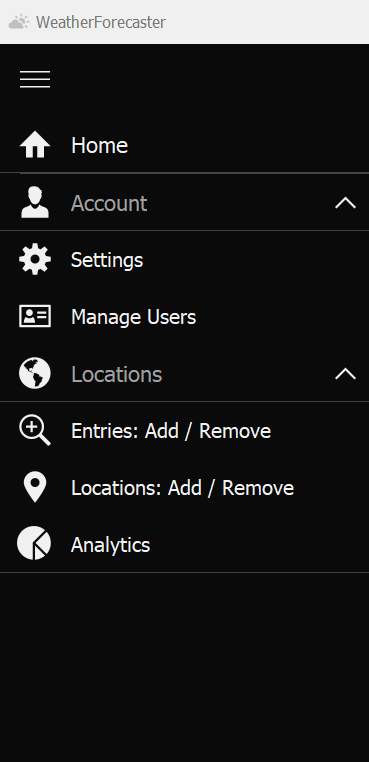 WeatherForecaster
Home
Account
Settings
Manage Users
Locations
Entries: Add / Remove
Locations: Add / Remove
Analytics